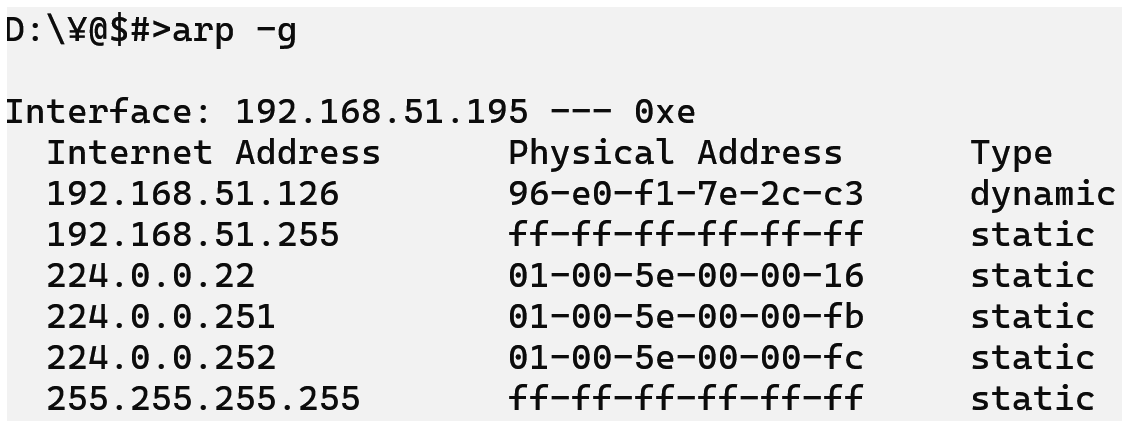 D:\¥@$#>arp -g
Interface: 192.168.51.195 --- 0xe
Internet Address Physical Address Type
192.168.51.126 96-e0-f1-7e-2c-c3 dynamic
192.168.51.255 ff-ff-ff-ff-ff-ff static
224.0.0.22 01-00-5e-00-00-16 static
224.0.0.251 01-00-5e-00-00-fb static
224.0.0.252 01-00-5e-00-00-fc static
255.255.255.255 ff-ff-ff-ff-ff-ff static